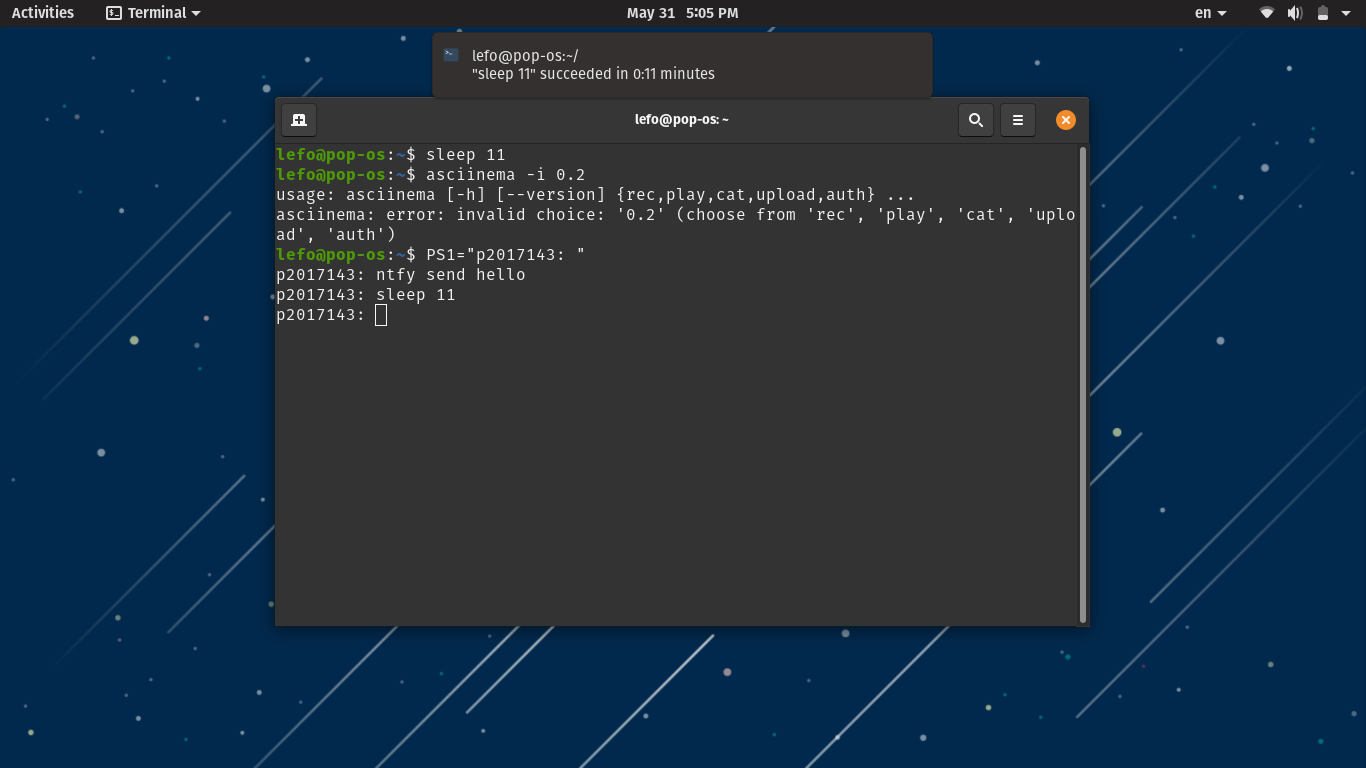 Activities Terminal May 31 5:05 PM en
lefo@pop-os:~/
"sleep 11" succeeded in 0:11 minutes
lefo@pop-os: ~
lefo@pop-os:~$ sleep 11
lefo@pop-os:~$ asciinema -i 0.2
usage: asciinema [-h] [--version] {rec,play,cat,upload,auth} ...
asciinema: error: invalid choice: '0.2' (choose from 'rec', 'play', 'cat', 'uplo
ad', 'auth')
lefo@pop-os:~$ PS1="p2017143: "
p2017143: ntfy send hello
p2017143: sleep 11
p2017143: